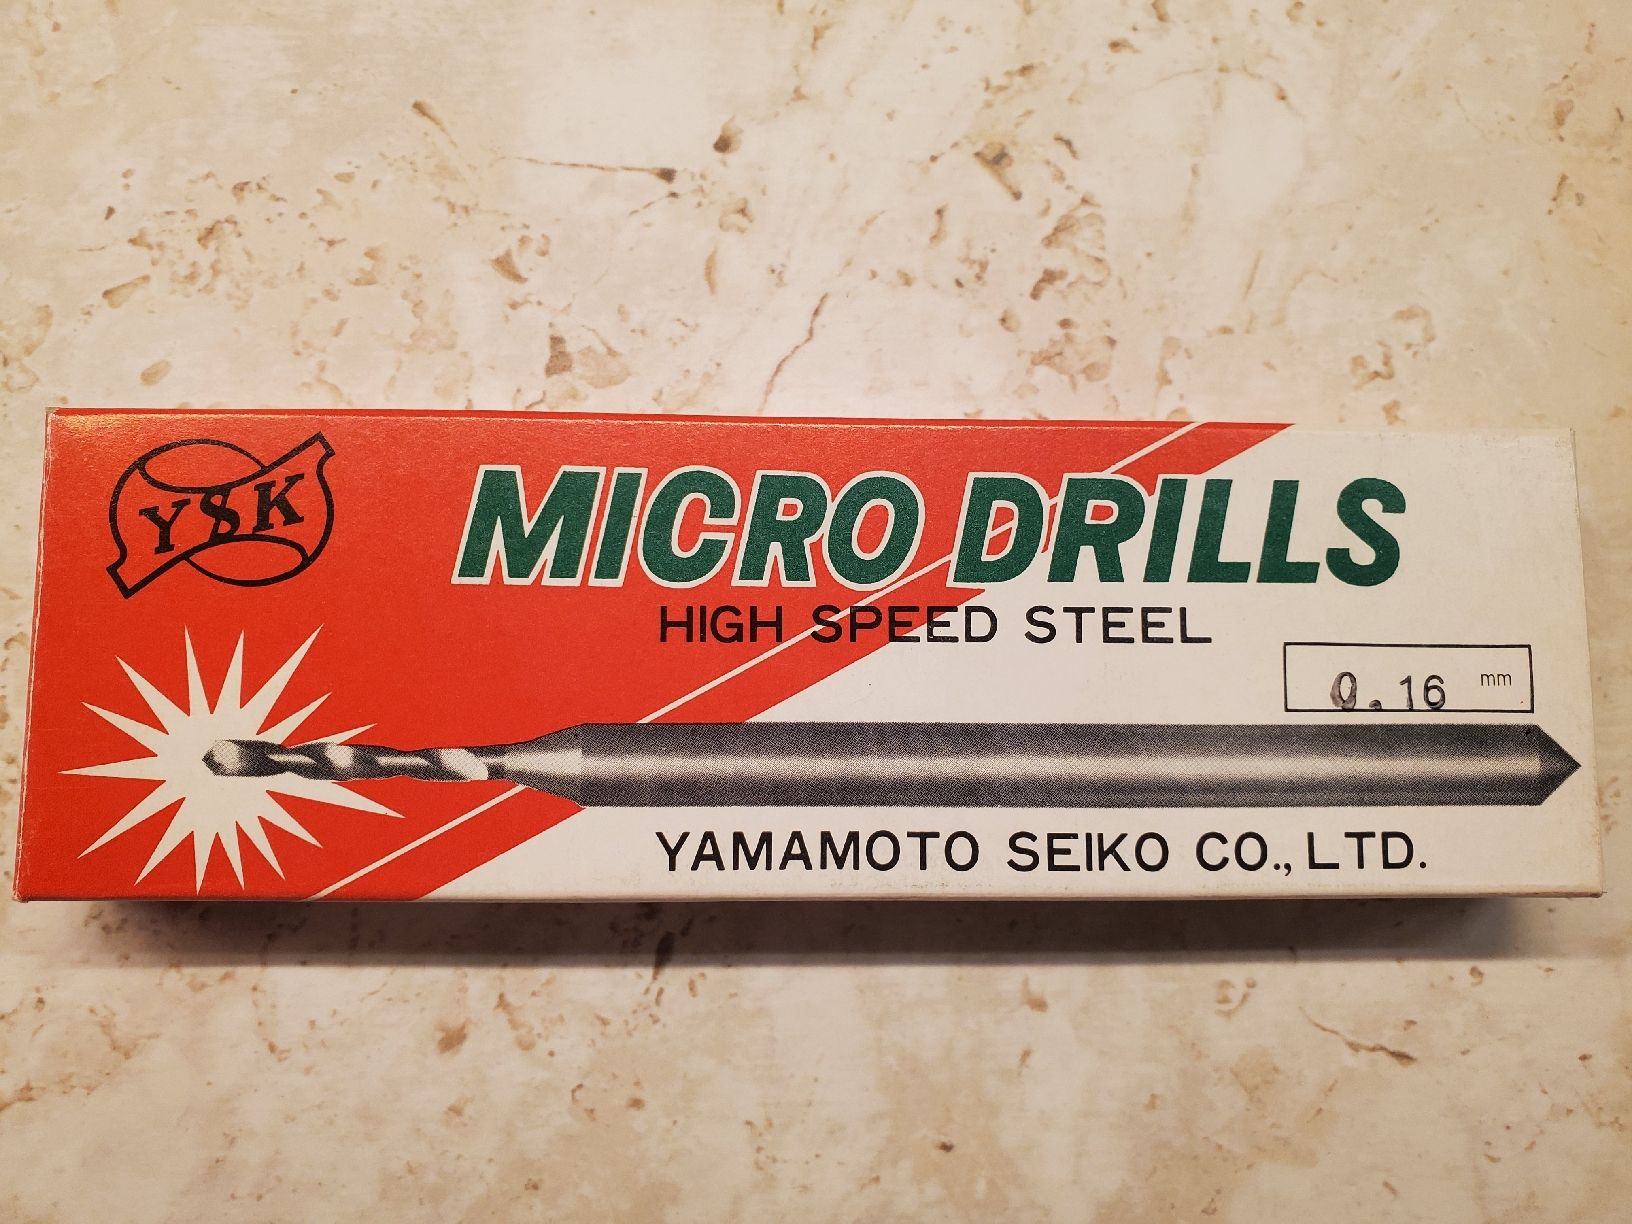 YSK
MICRO DRILLS
HIGH SPEED STEEL
0.16 mm
YAMAMOTO SEIKO CO., LTD.